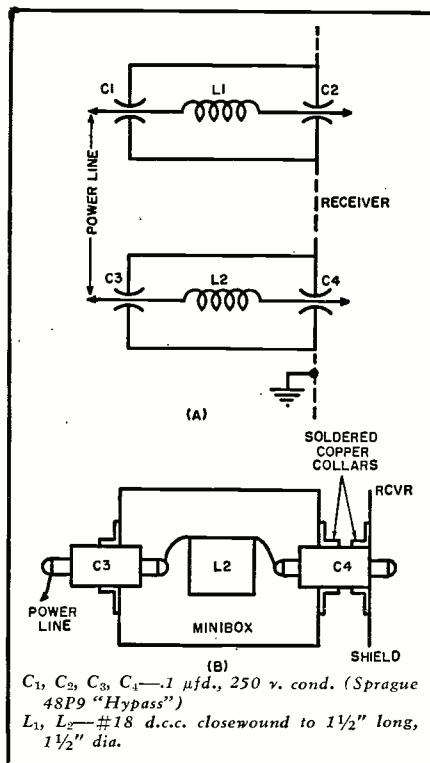 C1
L1
C2
POWER LINE
RECEIVER
C3
L2
C4
(A)
SOLDERED
COPPER
COLLARS
RCVR
C3
L2
C4
POWER
LINE
MINIBOX
SHIELD
(B)
C₁, C₂, C₃, C₄—.1 µfd., 250 v. cond. (Sprague
48P9 "Hypass")
L₁, L₂—#18 d.c.c. closewound to 1½" long,
1½" dia.